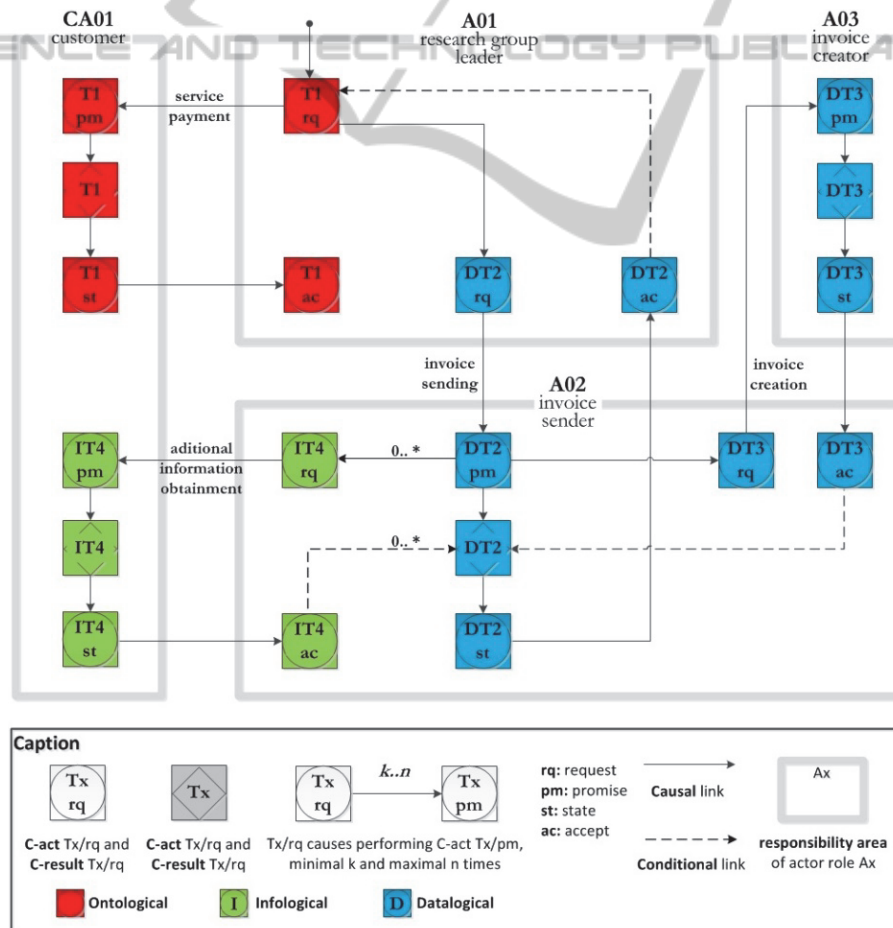 CA01
customer
A01
research group
leader
A03
invoice
creator
ENCE AND TECHNOLOGY PUBLICA
T1
pm
service
payment
T1
rq
DT3
pm
T1
DT3
T1
st
T1
ac
DT2
rq
DT2
ac
DT3
st
invoice
sending
A02
invoice
sender
invoice
creation
IT4
pm
aditional
information
obtainment
IT4
rq
0.. *
DT2
pm
DT3
rq
DT3
ac
IT4
0.. *
DT2
IT4
st
IT4
ac
DT2
st
Caption
Tx
rq
Tx
Tx
rq
k..n
Tx
pm
rq: request
pm: promise
st: state
ac: accept
Causal link
Conditional link
Ax
C-act Tx/rq and
C-result Tx/rq
C-act Tx/rq and
C-result Tx/rq
Tx/rq causes performing C-act Tx/pm,
minimal k and maximal n times
responsibility area
of actor role Ax
Ontological
I Infological
D Datalogical